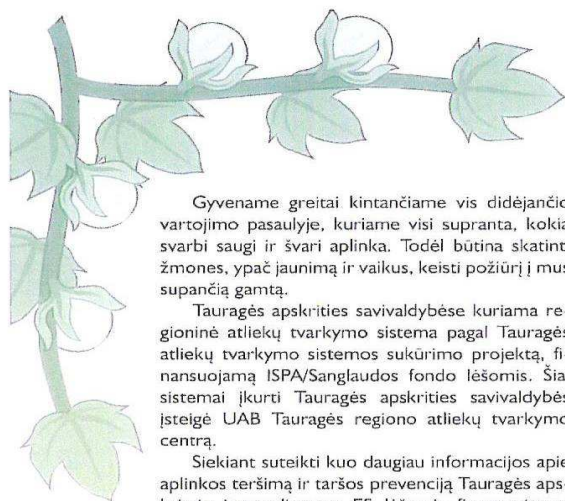 Gyvename greitai kintančiame vis didėjančio
vartojimo pasaulyje, kuriame visi supranta, kokia
svarbi saugi ir švari aplinka. Todėl būtina skatint
žmones, ypač jaunimą ir vaikus, keisti požiūrį į mus
supančią gamtą.
Tauragės apskrities savivaldybėse kuriama re-
gioninė atliekų tvarkymo sistema pagal Tauragės
atliekų tvarkymo sistemos sukūrimo projektą, fi-
nansuojamą ISPA/Sanglaudos fondo lėšomis. Šia
sistemai įkurti Tauragės apskrities savivaldybės
įsteigė UAB Tauragės regiono atliekų tvarkymo
centrą.
Siekiant suteikti kuo daugiau informacijos apie
aplinkos teršimą ir taršos prevenciją Tauragės aps-